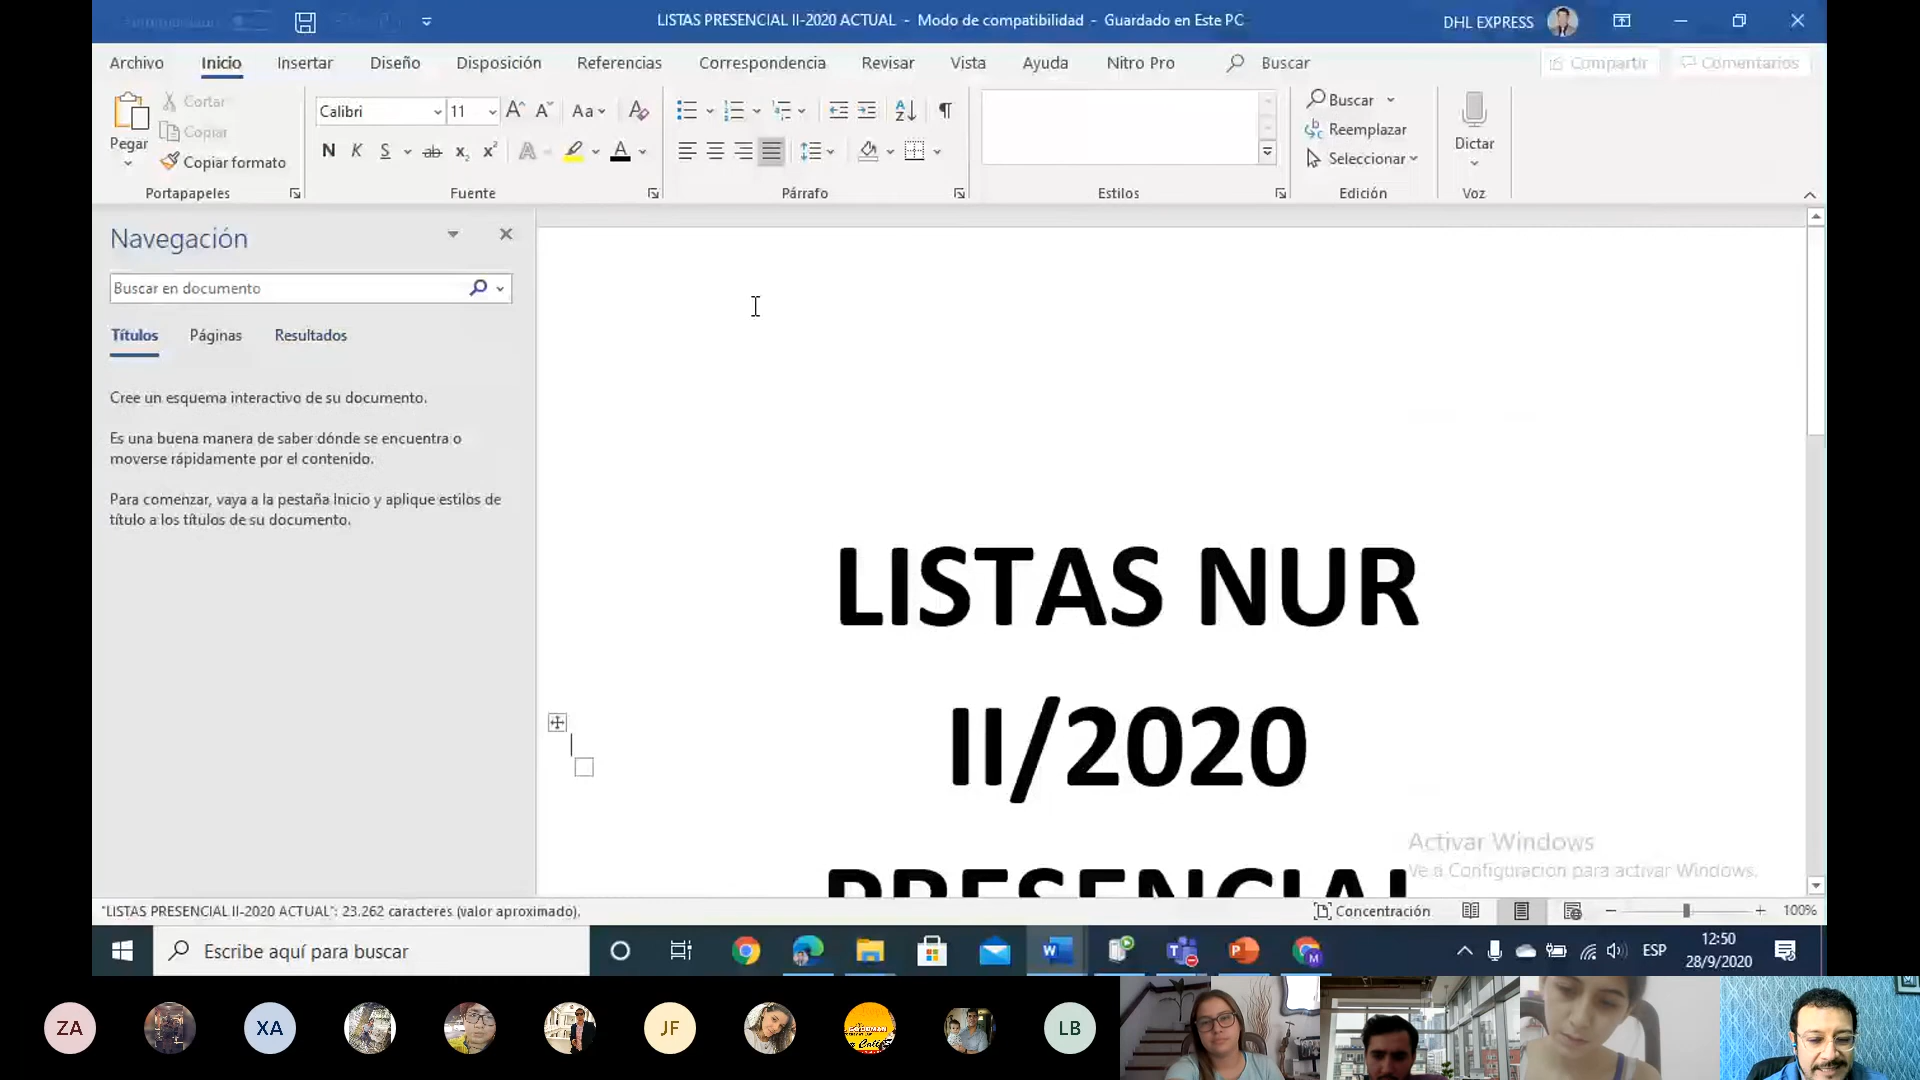 LISTAS PRESENCIAL II-2020 ACTUAL - Modo de compatibilidad - Guardado en Este PC
DHL EXPRESS
Archivo Inicio Insertar Diseño Disposición Referencias Correspondencia Revisar Vista Ayuda Nitro Pro Buscar Compartir Comentarios
Pegar
Cortar
Copiar
Copiar formato
Portapapeles
Calibri 11
Aa
N K S ab x₂ x² A A
Fuente
Párrafo
Estilos
Buscar
Reemplazar
Seleccionar
Edición
Dictar
Voz
Navegación
Buscar en documento
Títulos Páginas Resultados
Cree un esquema interactivo de su documento.
Es una buena manera de saber dónde se encuentra o
moverse rápidamente por el contenido.
Para comenzar, vaya a la pestaña Inicio y aplique estilos de
título a los títulos de su documento.
LISTAS NUR
II/2020
PRESENCIAL
Activar Windows
Ve a Configuración para activar Windows.
"LISTAS PRESENCIAL II-2020 ACTUAL": 23.262 caracteres (valor aproximado).
Concentración
100%
Escribe aquí para buscar
ESP
12:50
28/9/2020
ZA XA JF LB